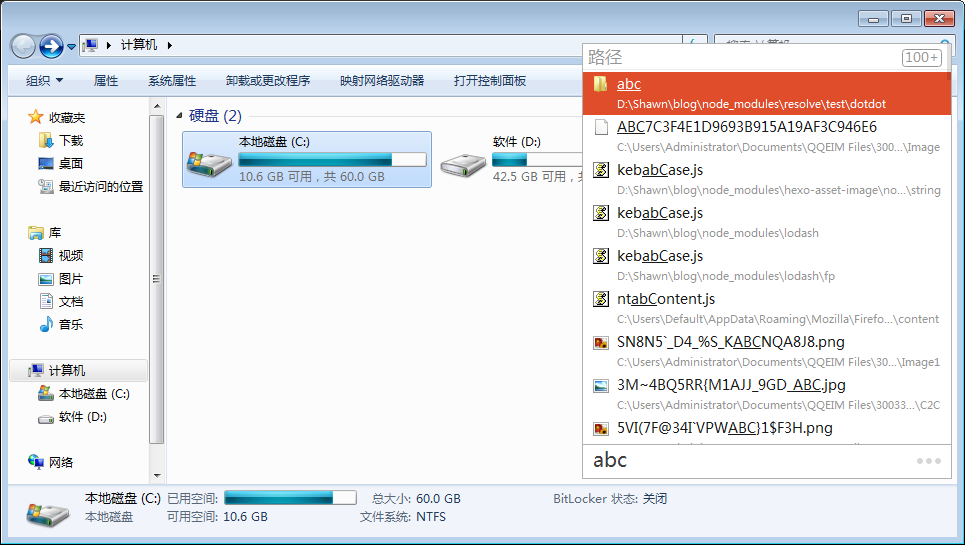 计算机
路径
100+
组织
属性
系统属性
卸载或更改程序
映射网络驱动器
打开控制面板
收藏夹
下载
桌面
最近访问的位置
库
视频
图片
文档
音乐
计算机
本地磁盘 (C:)
软件 (D:)
网络
硬盘 (2)
本地磁盘 (C:)
10.6 GB 可用，共 60.0 GB
软件 (D:)
42.5 GB 可用，
abc
D:\Shawn\blog\node_modules\resolve\test\dotdot
ABC7C3F4E1D9693B915A19AF3C946E6
C:\Users\Administrator\Documents\QQEIM Files\300...\Image
kebabCase.js
D:\Shawn\blog\node_modules\hexo-asset-image\no...\string
kebabCase.js
D:\Shawn\blog\node_modules\lodash
kebabCase.js
D:\Shawn\blog\node_modules\lodash\fp
ntabContent.js
C:\Users\Default\AppData\Roaming\Mozilla\Firefo...\content
SN8N5`_D4_%S_KABCNQA8J8.png
C:\Users\Administrator\Documents\QQEIM Files\30...\Image1
3M~4BQ5RR{M1AJJ_9GD_ABC.jpg
C:\Users\Administrator\Documents\QQEIM Files\30033...\C2C
5VI(7F@34I`VPWABC}1$F3H.png
abc
本地磁盘 (C:) 已用空间: 总大小: 60.0 GB BitLocker 状态: 关闭
本地磁盘 可用空间: 10.6 GB 文件系统: NTFS